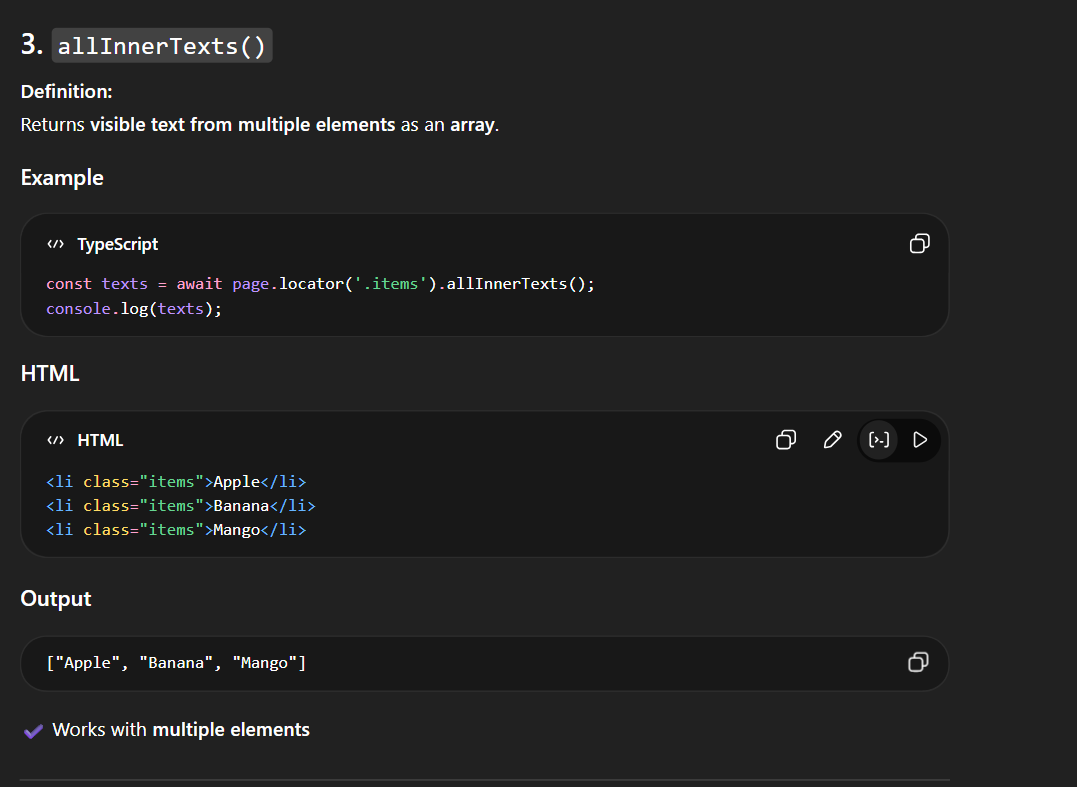 3. allInnerTexts()
Definition:
Returns visible text from multiple elements as an array.
Example
TypeScript
const texts = await page.locator('.items').allInnerTexts();
console.log(texts);
HTML
HTML
<li class="items">Apple</li>
<li class="items">Banana</li>
<li class="items">Mango</li>
Output
["Apple", "Banana", "Mango"]
Works with multiple elements